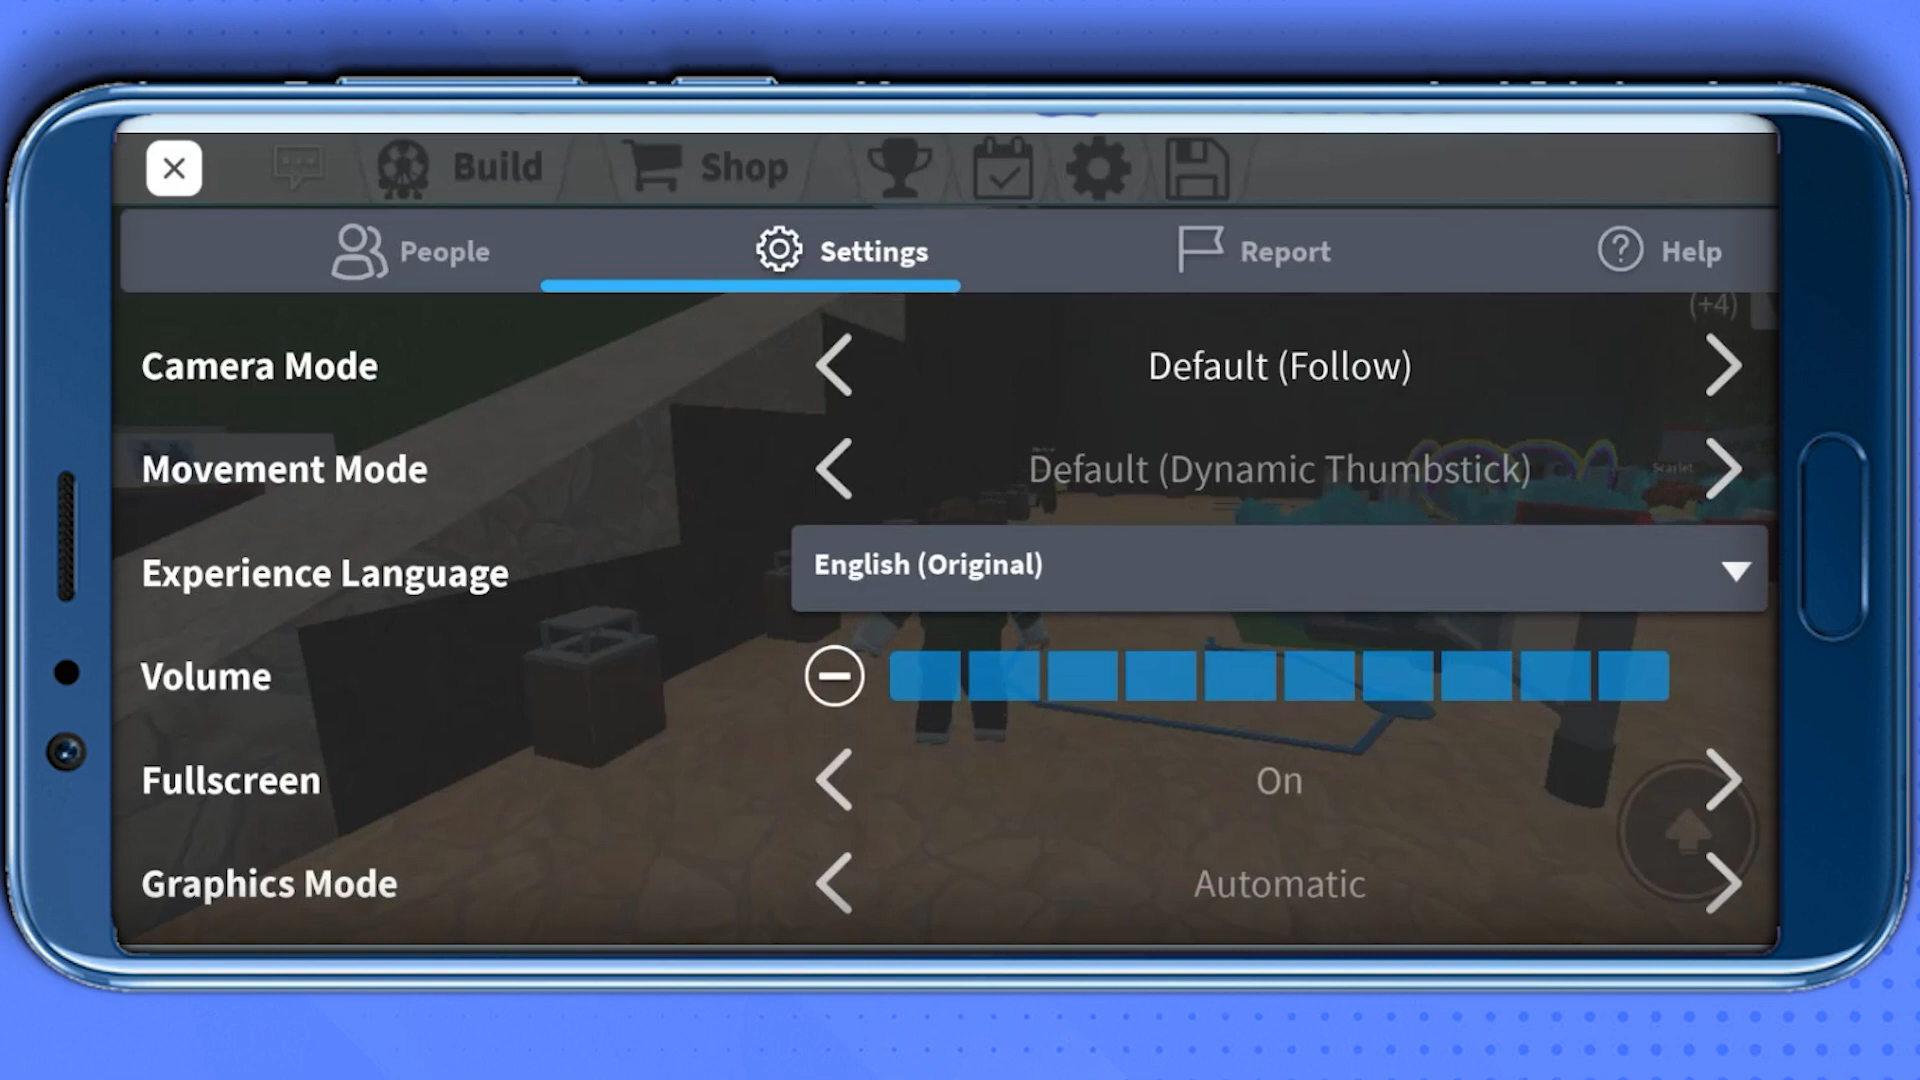 Build
Shop
People
Settings
Report
Help
(+4)
Camera Mode
Default (Follow)
Movement Mode
Default (Dynamic Thumbstick)
Scarlet
Experience Language
English (Original)
Volume
Fullscreen
On
Graphics Mode
Automatic